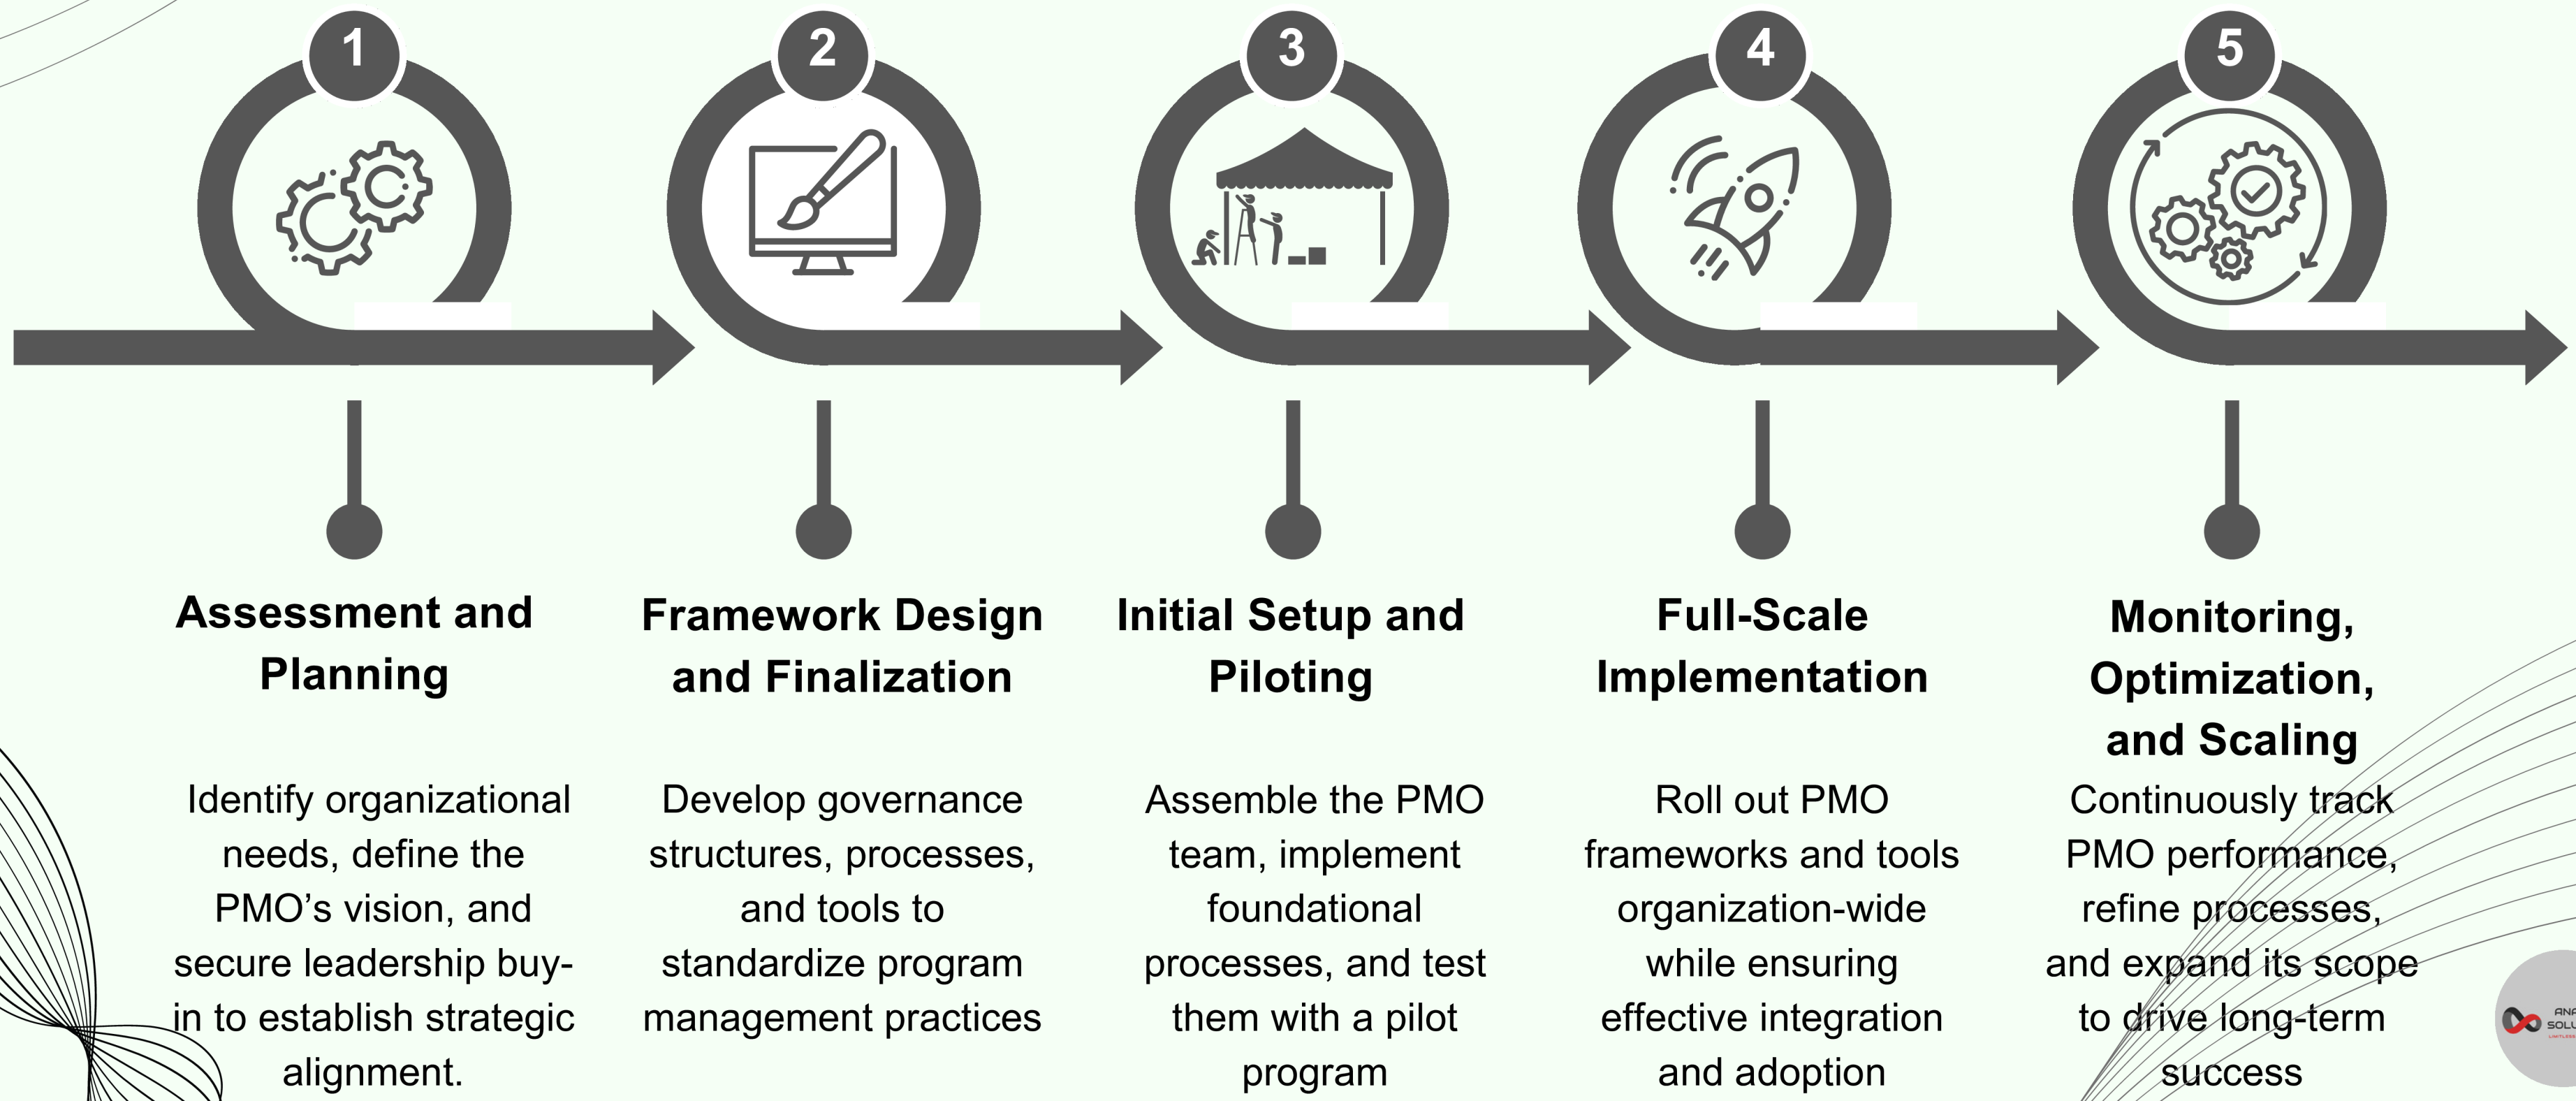 1
2
3
4
5
Assessment and
Planning
Identify organizational
needs, define the
PMO’s vision, and
secure leadership buy-
in to establish strategic
alignment.
Framework Design
and Finalization
Develop governance
structures, processes,
and tools to
standardize program
management practices
Initial Setup and
Piloting
Assemble the PMO
team, implement
foundational
processes, and test
them with a pilot
program
Full-Scale
Implementation
Roll out PMO
frameworks and tools
organization-wide
while ensuring
effective integration
and adoption
Monitoring,
Optimization,
and Scaling
Continuously track
PMO performance,
refine processes,
and expand its scope
to drive long-term
success